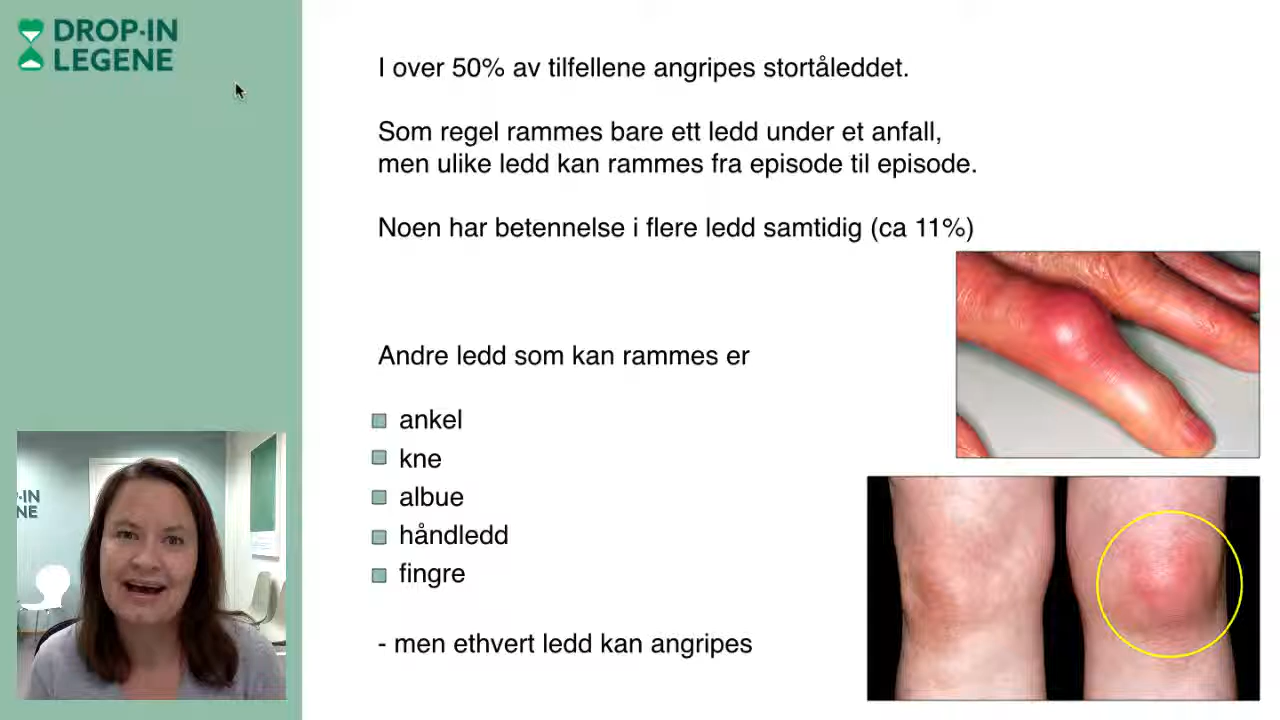 DROP·IN
LEGENE
I over 50% av tilfellene angripes stortåleddet.
Som regel rammes bare ett ledd under et anfall,
men ulike ledd kan rammes fra episode til episode.
Noen har betennelse i flere ledd samtidig (ca 11%)
Andre ledd som kan rammes er
ankel
kne
albue
håndledd
fingre
- men ethvert ledd kan angripes
·IN
NE